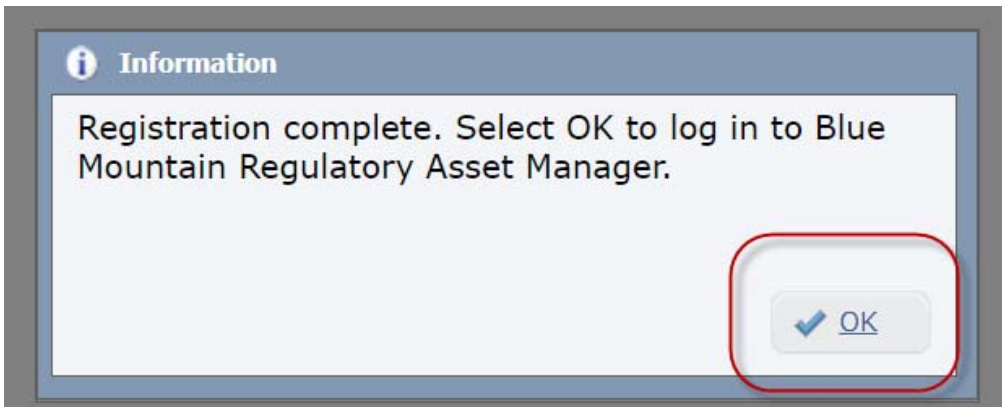 Information
Registration complete. Select OK to log in to Blue
Mountain Regulatory Asset Manager.
OK